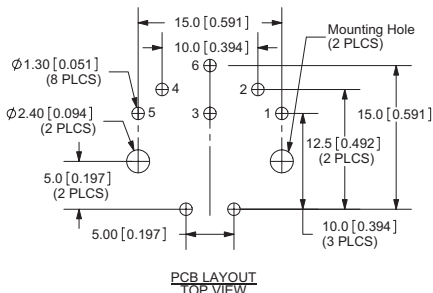 15.0 [0.591]
10.0 [0.394]
Mounting Hole
(2 PLCS)
6
Ø1.30 [0.051]
(8 PLCS)
4
2
Ø2.40 [0.094]
(2 PLCS)
5
3
1
15.0 [0.591]
12.5 [0.492]
(2 PLCS)
5.0 [0.197]
(2 PLCS)
10.0 [0.394]
(3 PLCS)
5.00 [0.197]
PCB LAYOUT
TOP VIEW